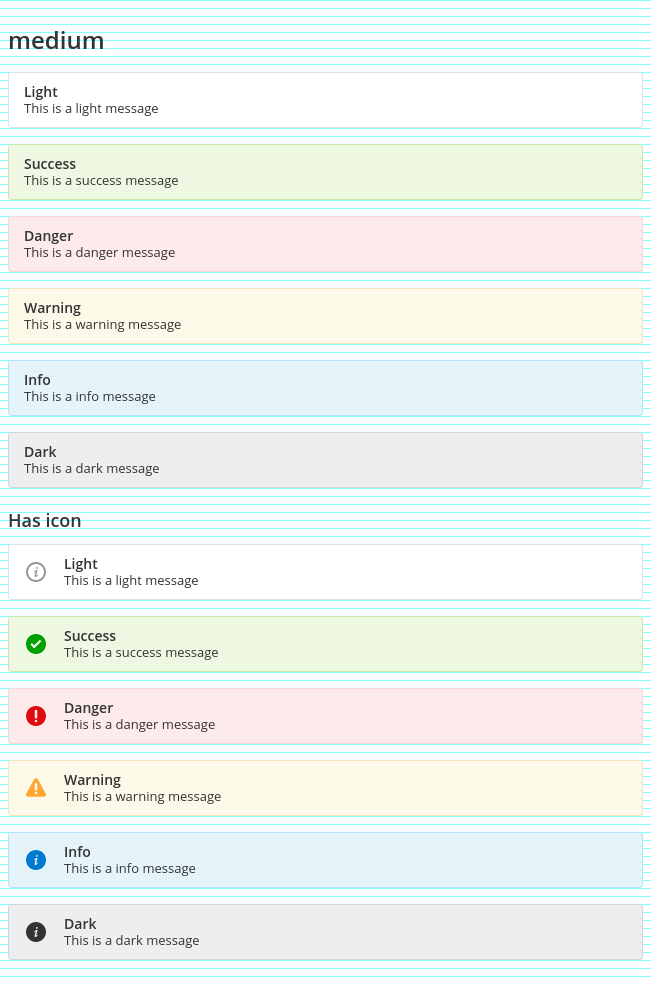 medium
Light
This is a light message
Success
This is a success message
Danger
This is a danger message
Warning
This is a warning message
Info
This is a info message
Dark
This is a dark message
Has icon
Light
This is a light message
Success
This is a success message
Danger
This is a danger message
Warning
This is a warning message
Info
This is a info message
Dark
This is a dark message